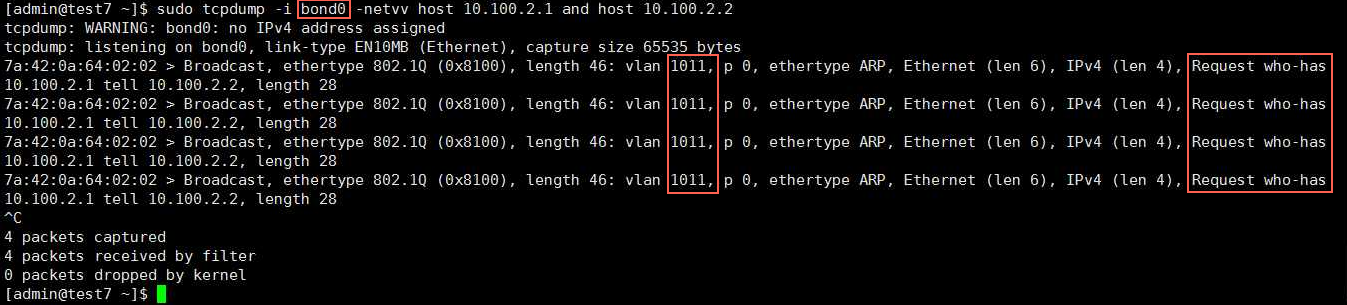 [admin@test7 ~]$ sudo tcpdump -i bond0 -netvv host 10.100.2.1 and host 10.100.2.2
tcpdump: WARNING: bond0: no IPv4 address assigned
tcpdump: listening on bond0, link-type EN10MB (Ethernet), capture size 65535 bytes
7a:42:0a:64:02:02 > Broadcast, ethertype 802.1Q (0x8100), length 46: vlan 1011, p 0, ethertype ARP, Ethernet (len 6), IPv4 (len 4), Request who-has
10.100.2.1 tell 10.100.2.2, length 28
7a:42:0a:64:02:02 > Broadcast, ethertype 802.1Q (0x8100), length 46: vlan 1011, p 0, ethertype ARP, Ethernet (len 6), IPv4 (len 4), Request who-has
10.100.2.1 tell 10.100.2.2, length 28
7a:42:0a:64:02:02 > Broadcast, ethertype 802.1Q (0x8100), length 46: vlan 1011, p 0, ethertype ARP, Ethernet (len 6), IPv4 (len 4), Request who-has
10.100.2.1 tell 10.100.2.2, length 28
7a:42:0a:64:02:02 > Broadcast, ethertype 802.1Q (0x8100), length 46: vlan 1011, p 0, ethertype ARP, Ethernet (len 6), IPv4 (len 4), Request who-has
10.100.2.1 tell 10.100.2.2, length 28
^C
4 packets captured
4 packets received by filter
0 packets dropped by kernel
[admin@test7 ~]$